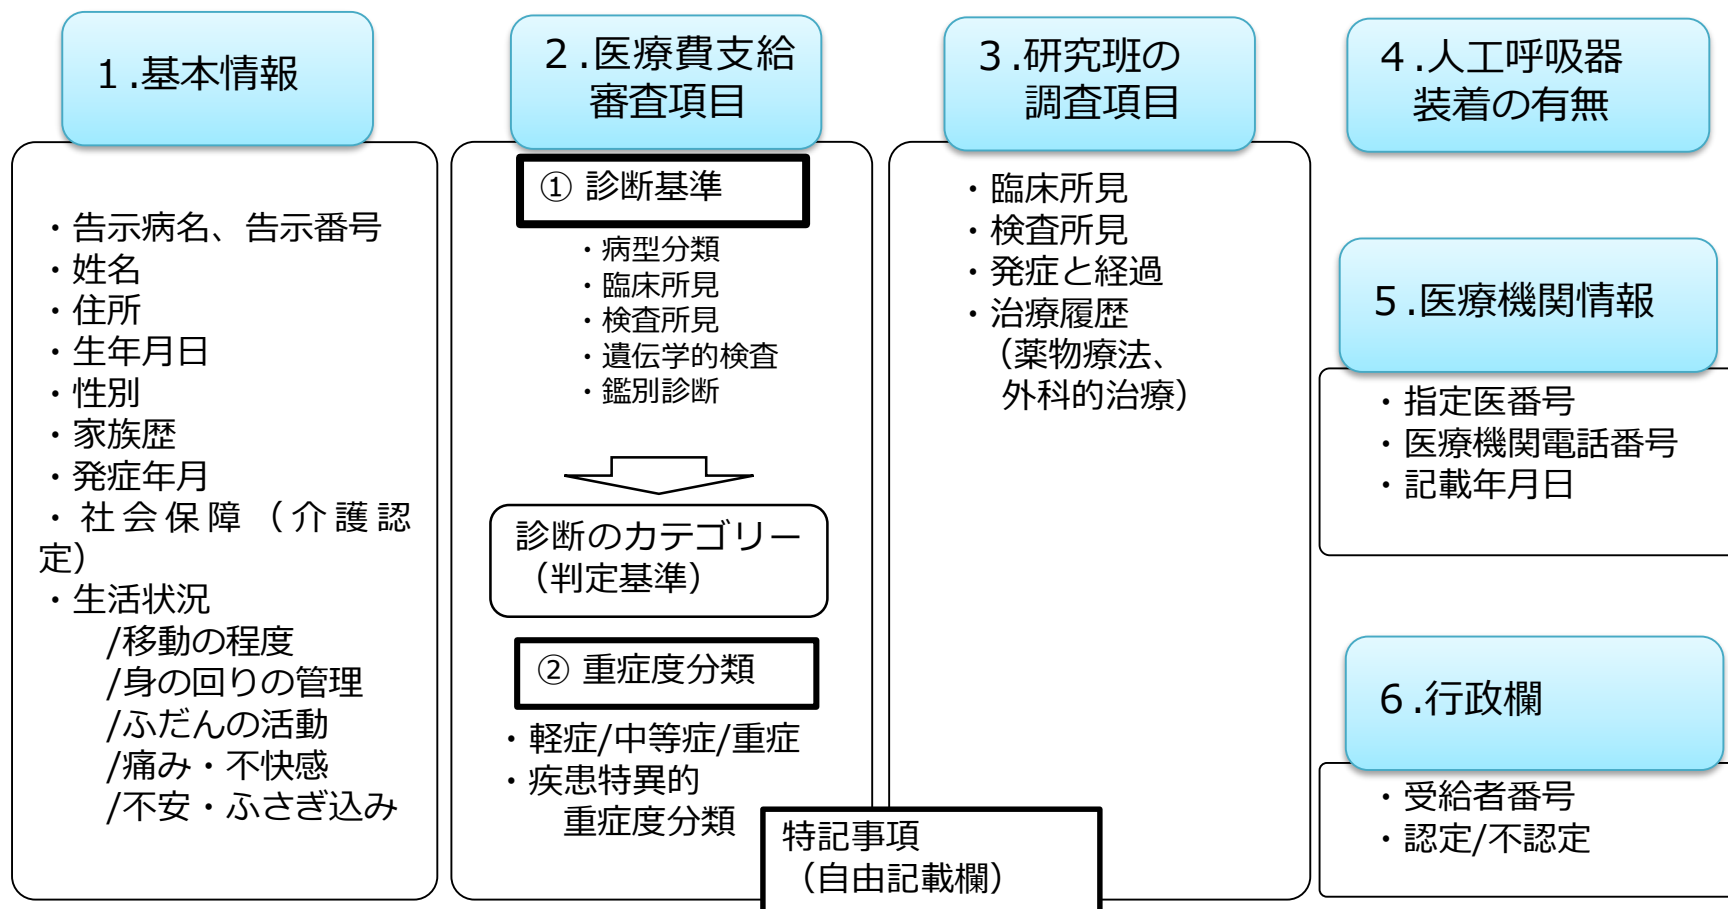 １.基本情報
・告示病名、告示番号
・姓名
・住所
・生年月日
・性別
・家族歴
・発症年月
・社会保障（介護認
定）
・生活状況
/移動の程度
/身の回りの管理
/ふだんの活動
/痛み・不快感
/不安・ふさぎ込み
２.医療費支給
審査項目
① 診断基準
・病型分類
・臨床所見
・検査所見
・遺伝学的検査
・鑑別診断
診断のカテゴリー
（判定基準）
② 重症度分類
・軽症/中等症/重症
・疾患特異的
重症度分類
３.研究班の
調査項目
・臨床所見
・検査所見
・発症と経過
・治療履歴
（薬物療法、
外科的治療）
特記事項
（自由記載欄）
４.人工呼吸器
装着の有無
５.医療機関情報
・指定医番号
・医療機関電話番号
・記載年月日
６.行政欄
・受給者番号
・認定/不認定